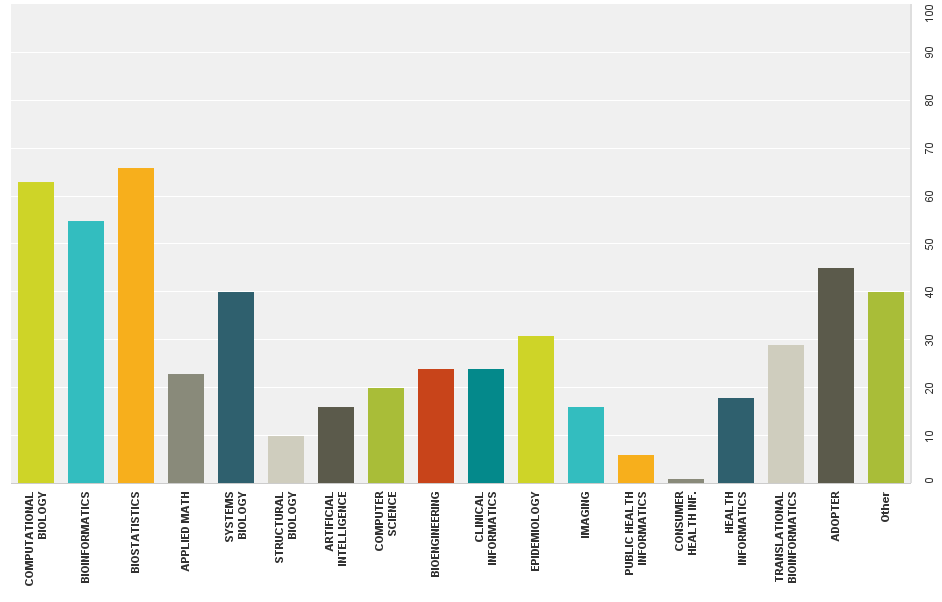 100
90
80
70
60
50
40
30
20
10
0
COMPUTATIONAL
BIOLOGY
BIOINFORMATICS
BIOSTATISTICS
APPLIED MATH
SYSTEMS
BIOLOGY
STRUCTURAL
BIOLOGY
ARTIFICIAL
INTELLIGENCE
COMPUTER
SCIENCE
BIOENGINEERING
CLINICAL
INFORMATICS
EPIDEMIOLOGY
IMAGING
PUBLIC HEALTH
INFORMATICS
CONSUMER
HEALTH INF.
HEALTH
INFORMATICS
TRANSLATIONAL
BIOINFORMATICS
ADOPTER
Other